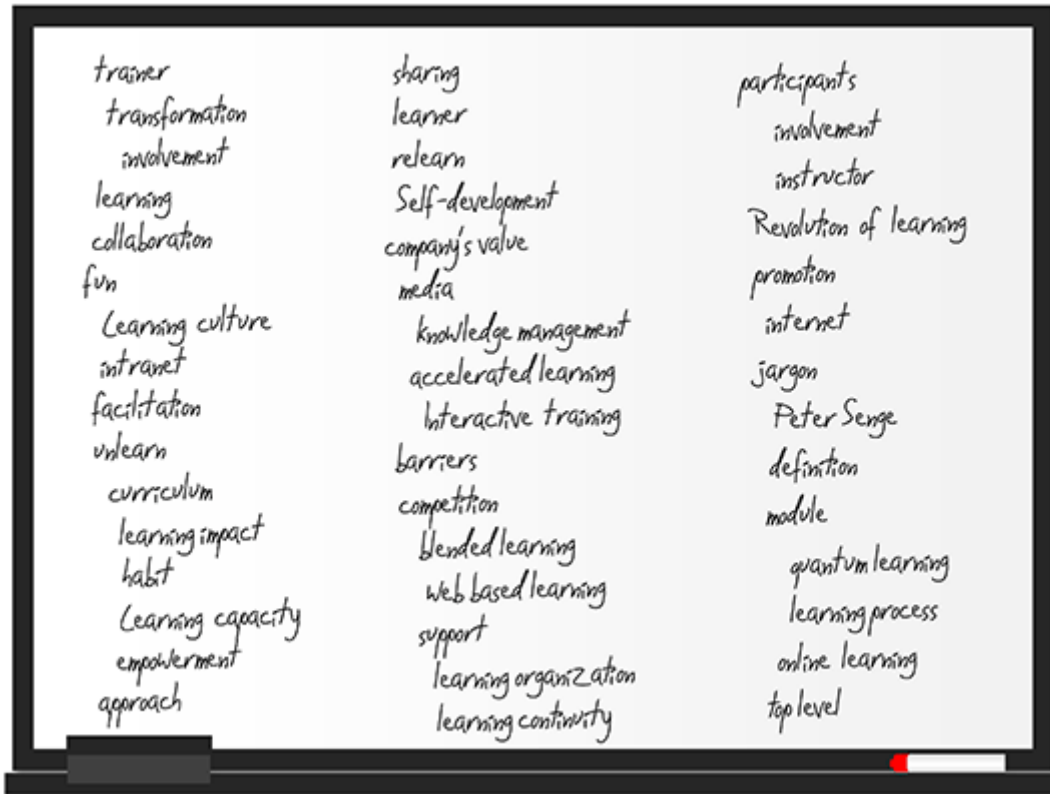 trainer
transformation
involvement
learning
collaboration
fun
Learning culture
intranet
facilitation
unlearn
curriculum
learning impact
habit
Learning capacity
empowerment
approach
sharing
learner
relearn
Self-development
company's value
media
knowledge management
accelerated learning
Interactive training
barriers
competition
blended learning
web based learning
support
learning organization
learning continuity
participants
involvement
instructor
Revolution of learning
promotion
internet
jargon
Peter Senge
definition
module
quantum learning
learning process
online learning
top level